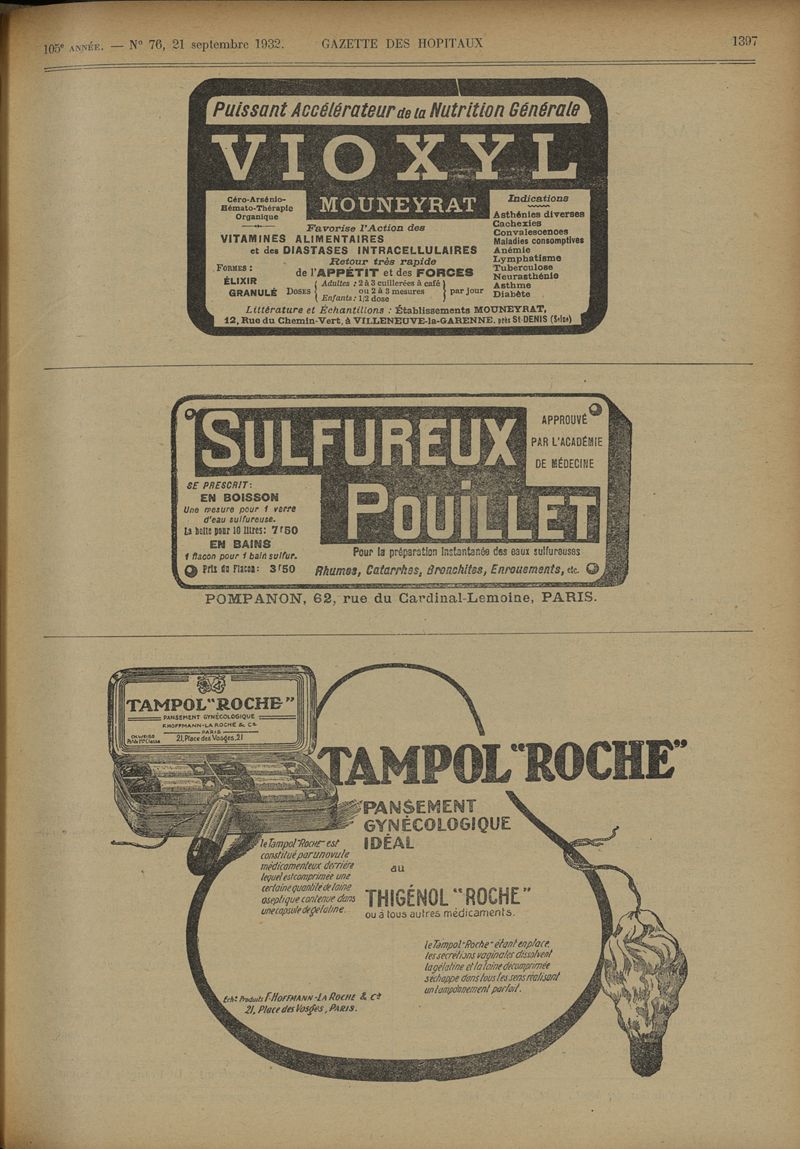 105e ANNÉE. — N° 76, 21 septembre 1932. GAZETTE DES HOPITAUX 1397
Puissant Accélérateur de la Nutrition Générale
VIOXYL
MOUNEYRAT
Céro-Arsénio-
Hémato-Thérapie
Organique
Favorise l'Action des
VITAMINES ALIMENTAIRES
et des DIASTASES INTRACELLULAIRES
Retour très rapide
de l'APPÉTIT et des FORCES
FORMES :
ÉLIXIR
GRANULÉ
DOSES
Adultes : 2 à 3 cuillerées à café
ou 2 à 3 mesures
Enfants : 1/2 dose
par jour
Indications
Asthénies diverses
Cachexies
Convalescences
Maladies consomptives
Anémie
Lymphatisme
Tuberculose
Neurasthénie
Asthme
Diabète
Littérature et Échantillons : Établissements MOUNEYRAT,
12, Rue du Chemin-Vert, à VILLENEUVE-la-GARENNE, près St-DENIS (Seine)
SULFUREUX
POUILLET
APPROUVÉ
PAR L'ACADÉMIE
DE MÉDECINE
SE PRESCRIT :
EN BOISSON
Une mesure pour 1 verre
d'eau sulfureuse.
La boîte pour 10 litres : 7f50
EN BAINS
1 flacon pour 1 bain sulfur.
Prix du Flacon : 3f50
Pour la préparation instantanée des eaux sulfureuses
Rhumes, Catarrhes, Bronchites, Enrouements, etc.
POMPANON, 62, rue du Cardinal-Lemoine, PARIS.
TAMPOL "ROCHE"
PANSEMENT GYNÉCOLOGIQUE
F. HOFFMANN-LA ROCHE & Cie
PARIS
21, Place des Vosges, 21
TAMPOL "ROCHE"
PANSEMENT
GYNÉCOLOGIQUE
IDÉAL
au
THIGÉNOL "ROCHE"
ou à tous autres médicaments.
le Tampol "Roche" est
constitué par un ovule
médicamenteux derrière
lequel est comprimée une
certaine quantité de laine
aseptique contenue dans
une capsule de gélatine.
le Tampol "Roche" étant en place,
les secrétions vaginales dissolvent
la gélatine et la laine décomprimée
s'échappe dans tous les sens réalisant
un tamponnement parfait.
Echt Produits F. HOFFMANN-LA ROCHE & Cie
21, Place des Vosges, PARIS.